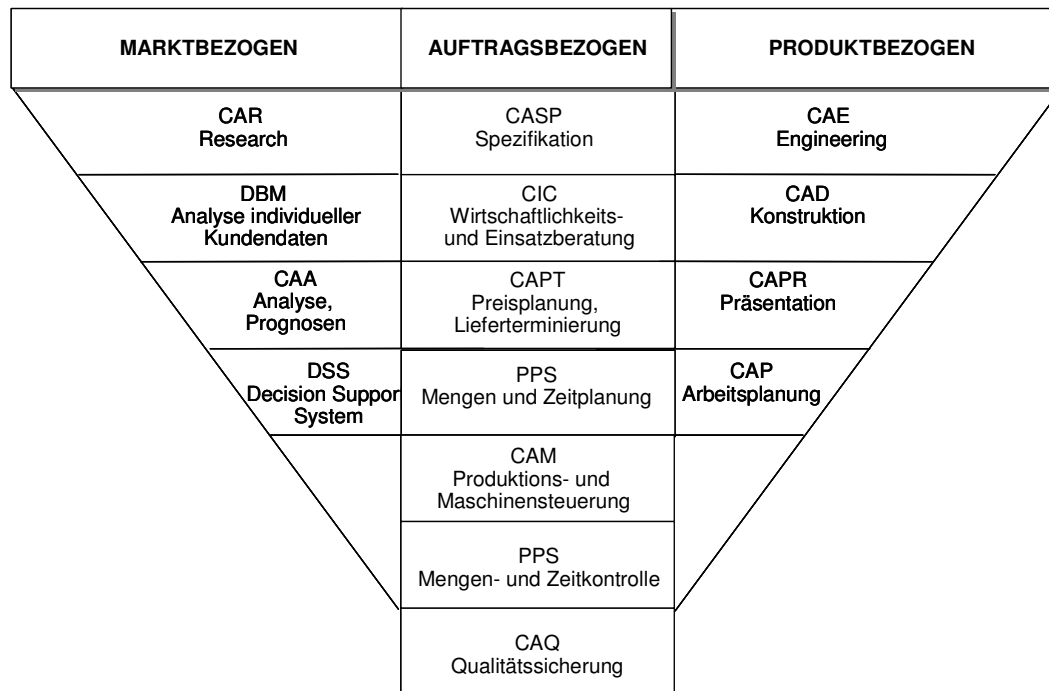 MARKTBEZOGEN
AUFTRAGSBEZOGEN
PRODUKTBEZOGEN
CAR
Research
CASP
Spezifikation
CAE
Engineering
DBM
Analyse individueller
Kundendaten
CIC
Wirtschaftlichkeits-
und Einsatzberatung
CAD
Konstruktion
CAA
Analyse,
Prognosen
CAPT
Preisplanung,
Lieferterminierung
CAPR
Präsentation
DSS
Decision Suppor
System
PPS
Mengen und Zeitplanung
CAP
Arbeitsplanung
CAM
Produktions- und
Maschinensteuerung
PPS
Mengen- und Zeitkontrolle
CAQ
Qualitätssicherung